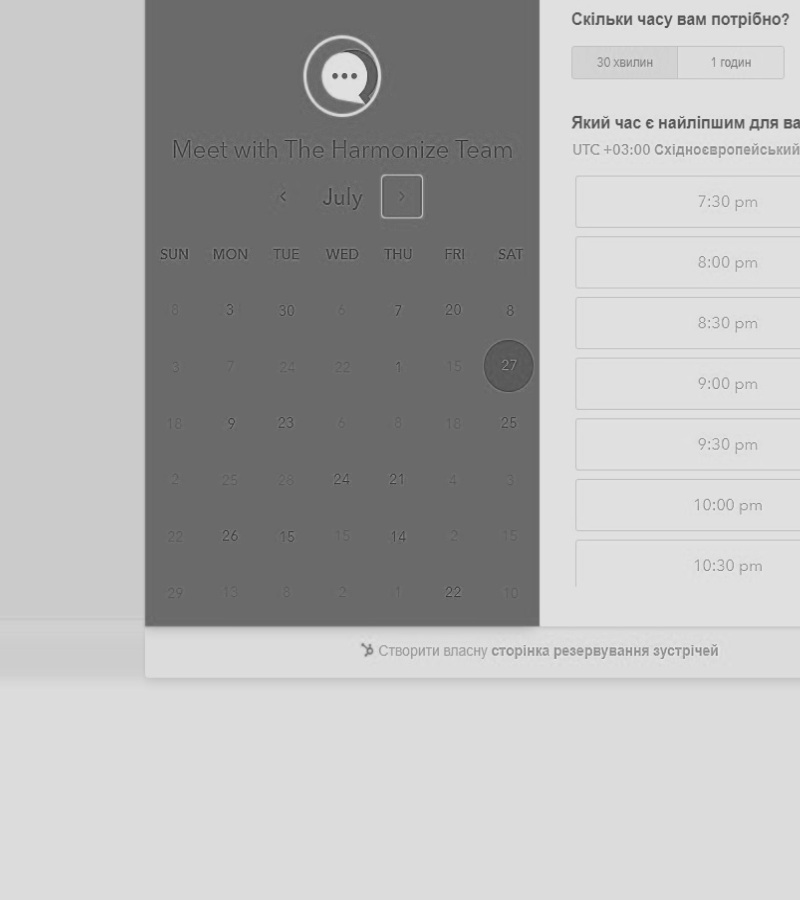 Meet with The Harmonize Team
July
SUN MON TUE WED THU FRI SAT
8 3 30 6 7 20 8
3 7 24 22 1 15 27
18 9 23 6 8 18 25
2 25 28 24 21 4 3
22 26 15 15 14 2 15
29 13 8 2 1 22 10
Скільки часу вам потрібно?
30 хвилин 1 годин
Який час є найліпшим для ва
UTC +03:00 Східноєвропейський
7:30 pm
8:00 pm
8:30 pm
9:00 pm
9:30 pm
10:00 pm
10:30 pm
Створити власну сторінка резервування зустрічей